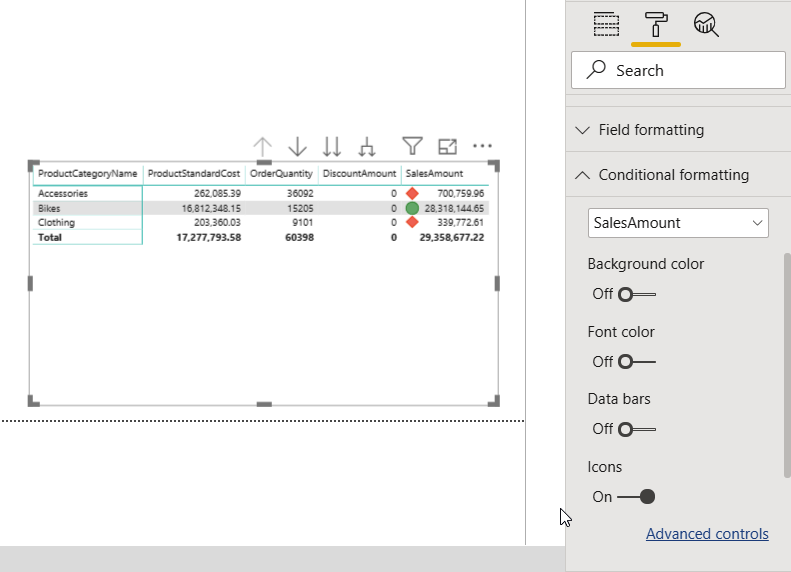 Search
Field formatting
Conditional formatting
SalesAmount
Background color
Off
Font color
Off
Data bars
Off
Icons
On
Advanced controls
ProductCategoryName ProductStandardCost OrderQuantity DiscountAmount SalesAmount
Accessories 262,085.39 36092 0 700,759.96
Bikes 16,812,348.15 15205 0 28,318,144.65
Clothing 203,360.03 9101 0 339,772.61
Total 17,277,793.58 60398 0 29,358,677.22